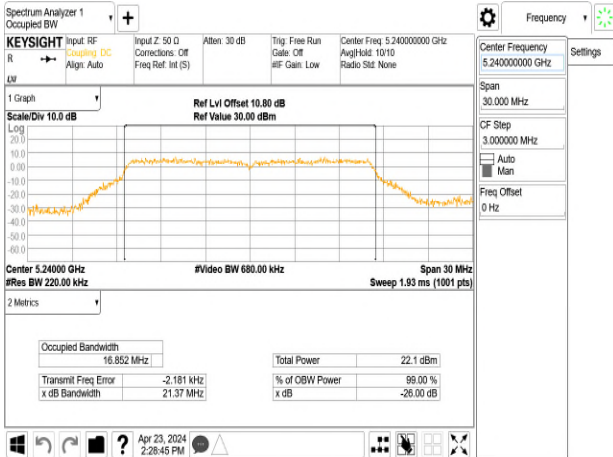 Spectrum Analyzer 1
Occupied BW
+
Frequency
KEYSIGHT
R
Input: RF
Coupling: DC
Align: Auto
Input Z: 50 Ω
Corrections: Off
Freq Ref: Int (S)
Atten: 30 dB
Trig: Free Run
Gate: Off
#IF Gain: Low
Center Freq: 5.240000000 GHz
Avg|Hold: 10/10
Radio Std: None
Center Frequency
5.240000000 GHz
Settings
Span
30.000 MHz
CF Step
3.000000 MHz
Auto
Man
Freq Offset
0 Hz
1 Graph
Scale/Div 10.0 dB
Ref Lvl Offset 10.80 dB
Ref Value 30.00 dBm
Log
20.0
10.0
0.00
-10.0
-20.0
-30.0
-40.0
-50.0
-60.0
Center 5.24000 GHz
#Res BW 220.00 kHz
#Video BW 680.00 kHz
Span 30 MHz
Sweep 1.93 ms (1001 pts)
2 Metrics
Occupied Bandwidth
16.852 MHz
Total Power 22.1 dBm
Transmit Freq Error -2.181 kHz
% of OBW Power 99.00 %
x dB Bandwidth 21.37 MHz
x dB -26.00 dB
?
Apr 23, 2024
2:28:45 PM